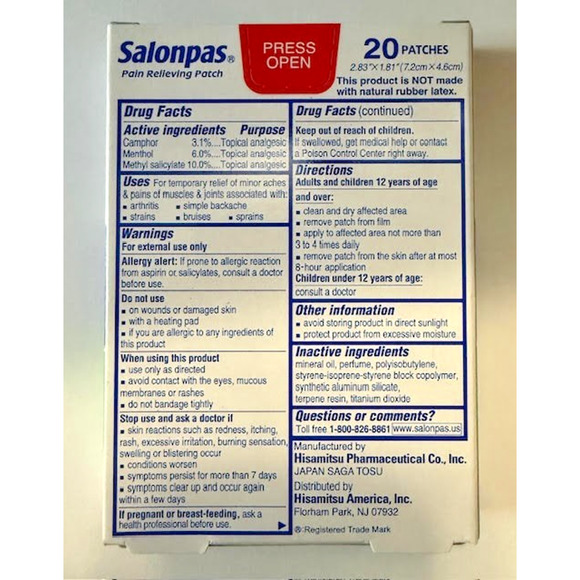 Salonpas®
Pain Relieving Patch
PRESS
OPEN
20 PATCHES
2.83"×1.81" (7.2cm×4.6cm)
This product is NOT made
with natural rubber latex.
Drug Facts
Active ingredients Purpose
Camphor 3.1%....Topical analgesic
Menthol 6.0%....Topical analgesic
Methyl salicylate 10.0%...Topical analgesic
Uses For temporary relief of minor aches
& pains of muscles & joints associated with:
▪ arthritis ▪ simple backache
▪ strains ▪ bruises ▪ sprains
Warnings
For external use only
Allergy alert: If prone to allergic reaction
from aspirin or salicylates, consult a doctor
before use.
Do not use
▪ on wounds or damaged skin
▪ with a heating pad
▪ if you are allergic to any ingredients of
this product
When using this product
▪ use only as directed
▪ avoid contact with the eyes, mucous
membranes or rashes
▪ do not bandage tightly
Stop use and ask a doctor if
▪ skin reactions such as redness, itching,
rash, excessive irritation, burning sensation,
swelling or blistering occur
▪ conditions worsen
▪ symptoms persist for more than 7 days
▪ symptoms clear up and occur again
within a few days
If pregnant or breast-feeding, ask a
health professional before use.
Drug Facts (continued)
Keep out of reach of children.
If swallowed, get medical help or contact
a Poison Control Center right away.
Directions
Adults and children 12 years of age
and over:
▪ clean and dry affected area
▪ remove patch from film
▪ apply to affected area not more than
3 to 4 times daily
▪ remove patch from the skin after at most
8-hour application
Children under 12 years of age:
consult a doctor
Other information
▪ avoid storing product in direct sunlight
▪ protect product from excessive moisture
Inactive ingredients
mineral oil, perfume, polyisobutylene,
styrene-isoprene-styrene block copolymer,
synthetic aluminum silicate,
terpene resin, titanium dioxide
Questions or comments?
Toll free 1-800-826-8861 www.salonpas.us
Manufactured by
Hisamitsu Pharmaceutical Co., Inc.
JAPAN SAGA TOSU
Distributed by
Hisamitsu America, Inc.
Florham Park, NJ 07932
®:Registered Trade Mark